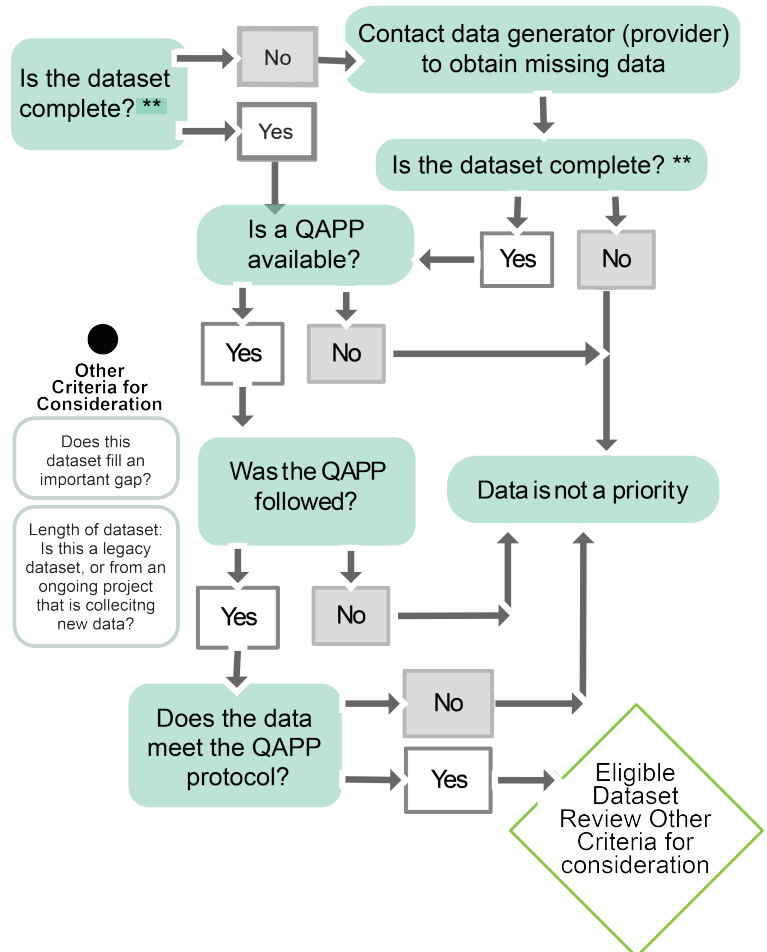 Is the dataset
complete? **
No
Yes
Contact data generator (provider)
to obtain missing data
Is the dataset complete? **
Yes
No
Is a QAPP
available?
Yes
No
Other
Criteria for
Consideration
Does this
dataset fill an
important gap?
Length of dataset:
Is this a legacy
dataset, or from an
ongoing project
that is collecitng
new data?
Was the QAPP
followed?
Data is not a priority
Yes
No
Does the data
meet the QAPP
protocol?
No
Yes
Eligible
Dataset
Review Other
Criteria for
consideration